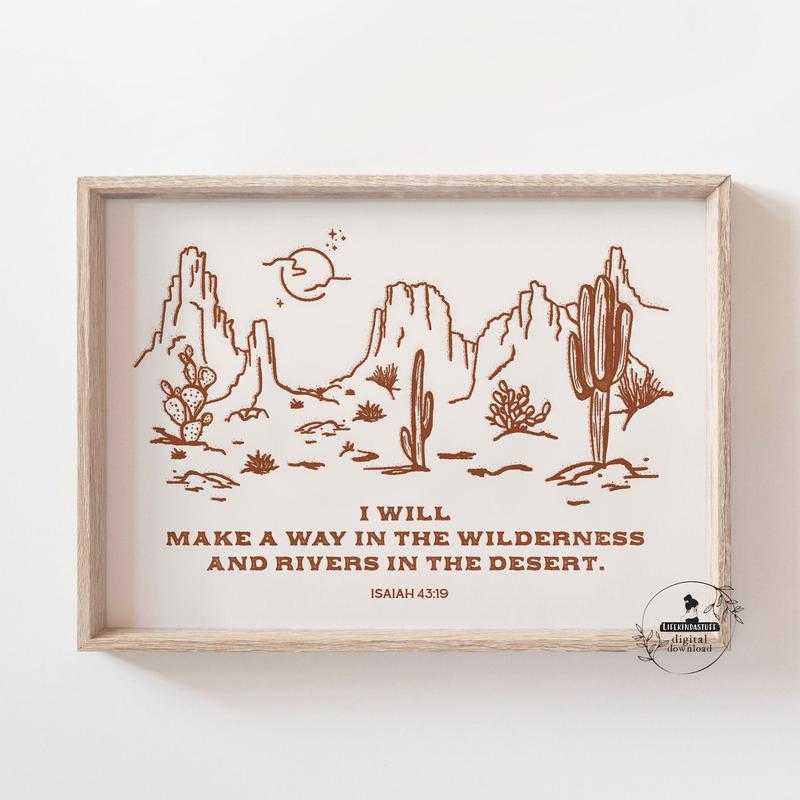 I WILL
MAKE A WAY IN THE WILDERNESS
AND RIVERS IN THE DESERT.
ISAIAH 43:19
LIFEKINDASTUFF
digital
download